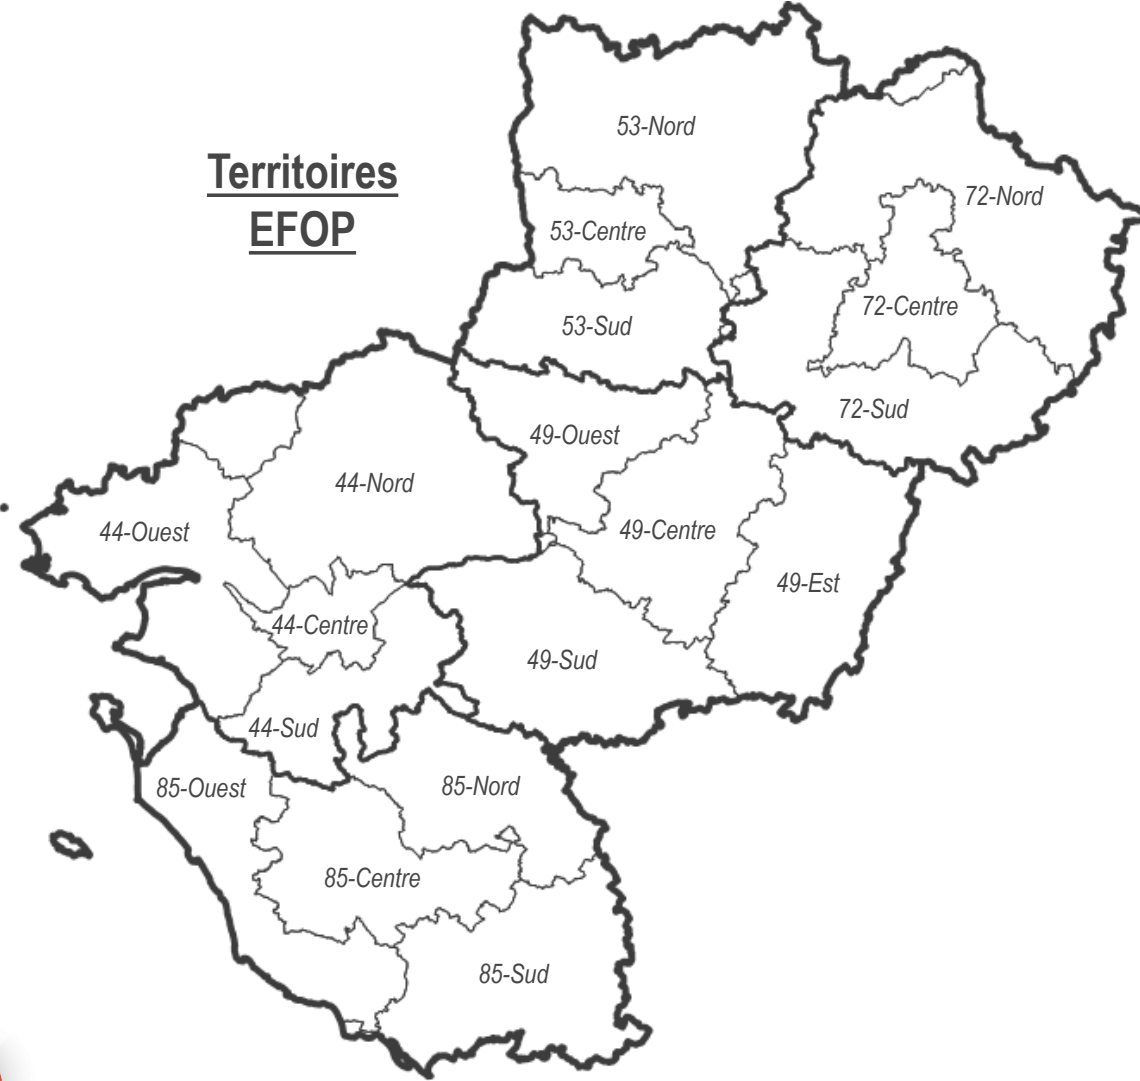 Territoires
EFOP
53-Nord
72-Nord
53-Centre
72-Centre
53-Sud
72-Sud
49-Ouest
44-Nord
44-Ouest
49-Centre
49-Est
44-Centre
49-Sud
44-Sud
85-Ouest
85-Nord
85-Centre
85-Sud